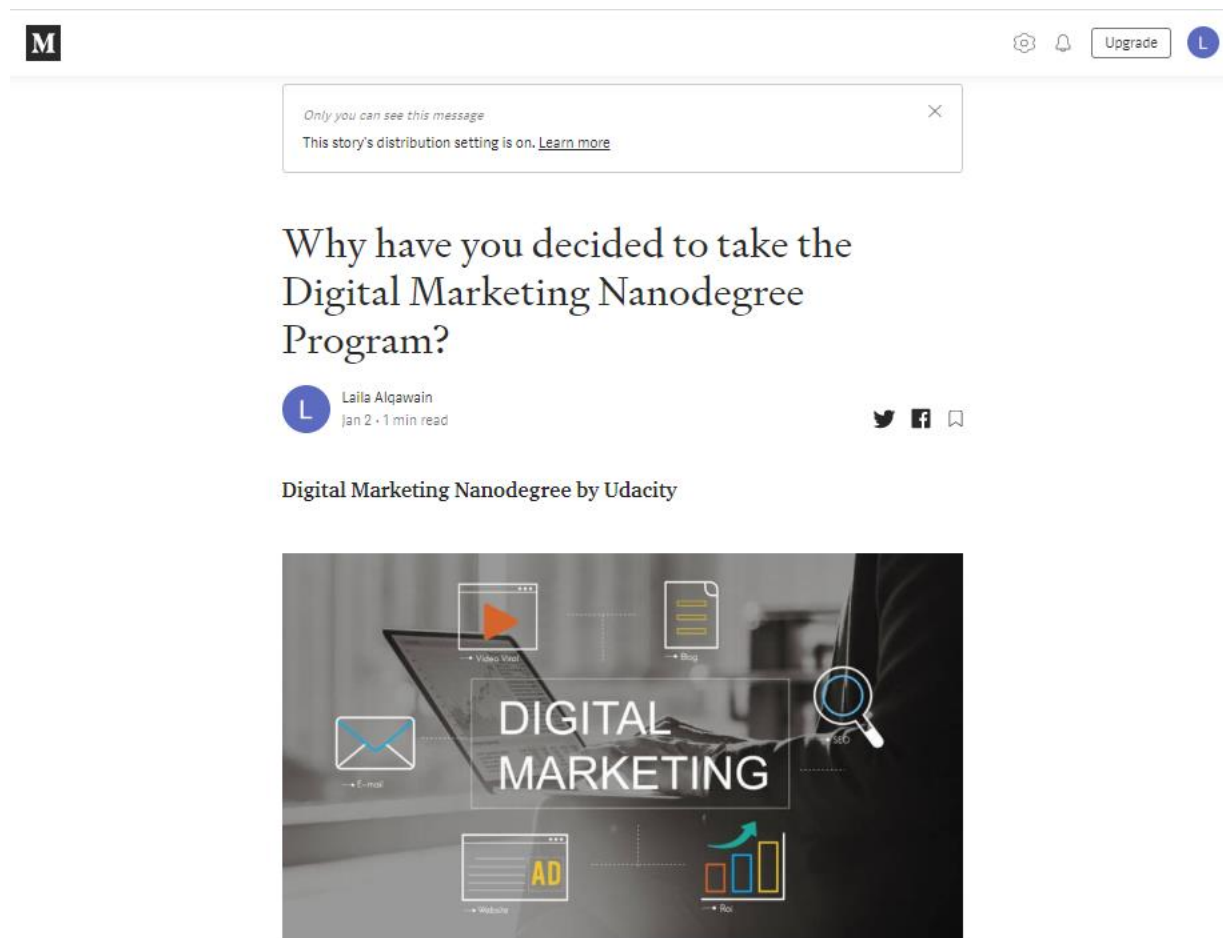 M
Upgrade
L
Only you can see this message
This story's distribution setting is on. Learn more
Why have you decided to take the
Digital Marketing Nanodegree
Program?
L
Laila Alqawain
Jan 2 · 1 min read
Digital Marketing Nanodegree by Udacity
Video Viral
Blog
DIGITAL
MARKETING
SEO
E-mail
AD
Website
Roi